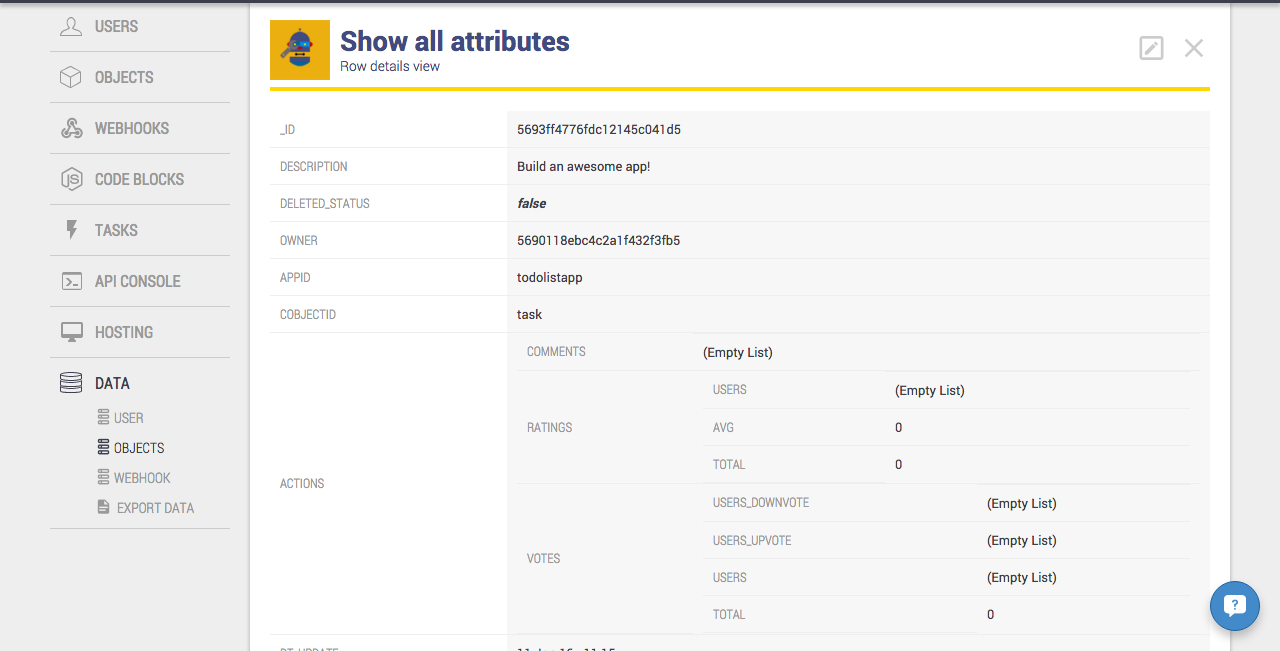 USERS
OBJECTS
WEBHOOKS
JS CODE BLOCKS
TASKS
API CONSOLE
HOSTING
DATA
USER
OBJECTS
WEBHOOK
EXPORT DATA
Show all attributes
Row details view
_ID 5693ff4776fdc12145c041d5
DESCRIPTION Build an awesome app!
DELETED_STATUS false
OWNER 5690118ebc4c2a1f432f3fb5
APPID todolistapp
COBJECTID task
ACTIONS
COMMENTS (Empty List)
RATINGS
USERS (Empty List)
AVG 0
TOTAL 0
VOTES
USERS_DOWNVOTE (Empty List)
USERS_UPVOTE (Empty List)
USERS (Empty List)
TOTAL 0
?